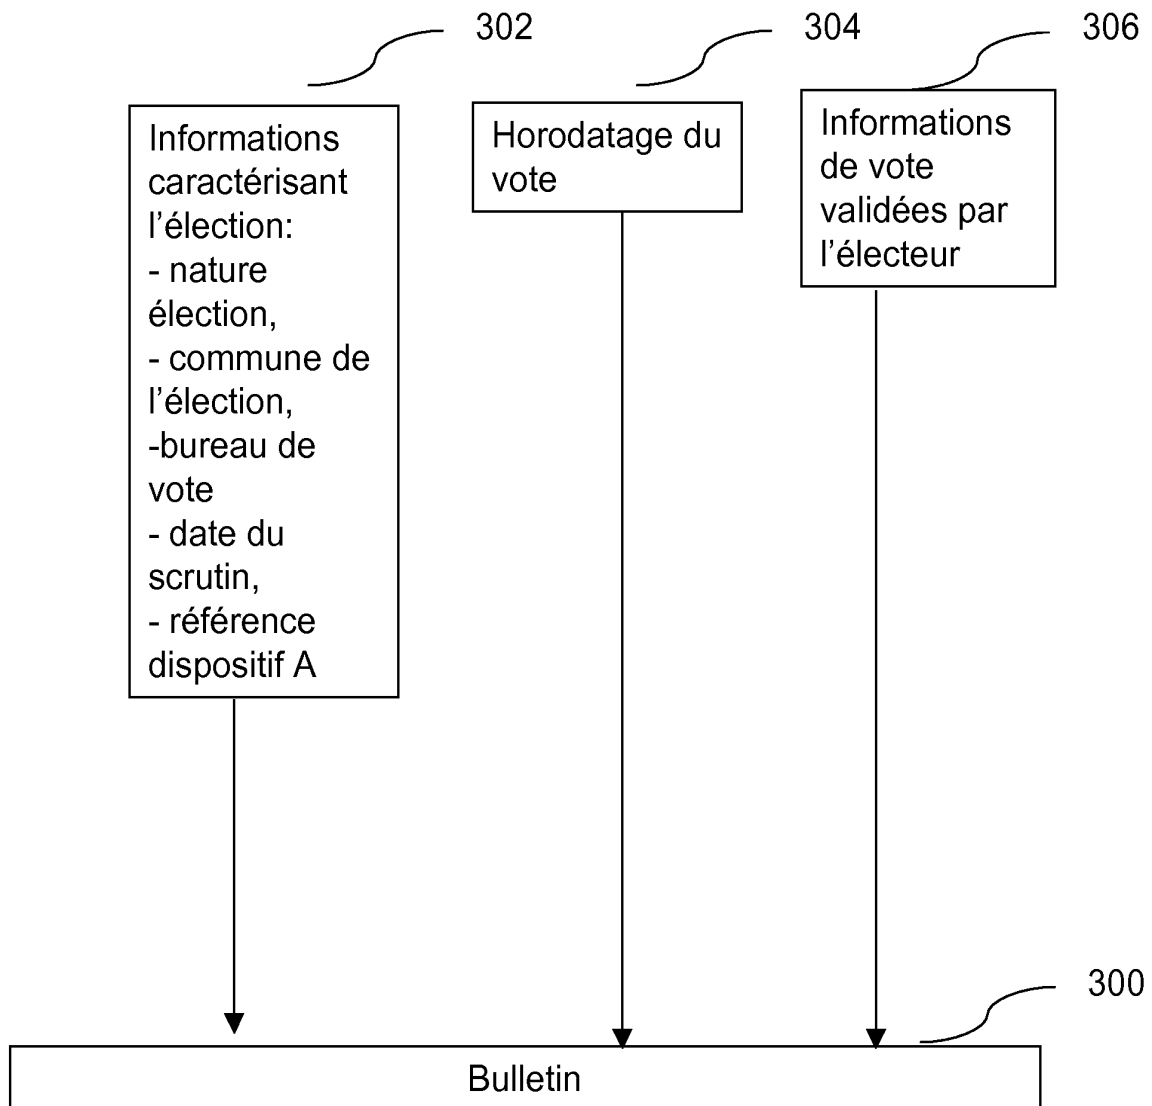 302
304
306
Informations
caractérisant
l’élection:
- nature
élection,
- commune de
l’élection,
-bureau de
vote
- date du
scrutin,
- référence
dispositif A
Horodatage du
vote
Informations
de vote
validées par
l’électeur
300
Bulletin